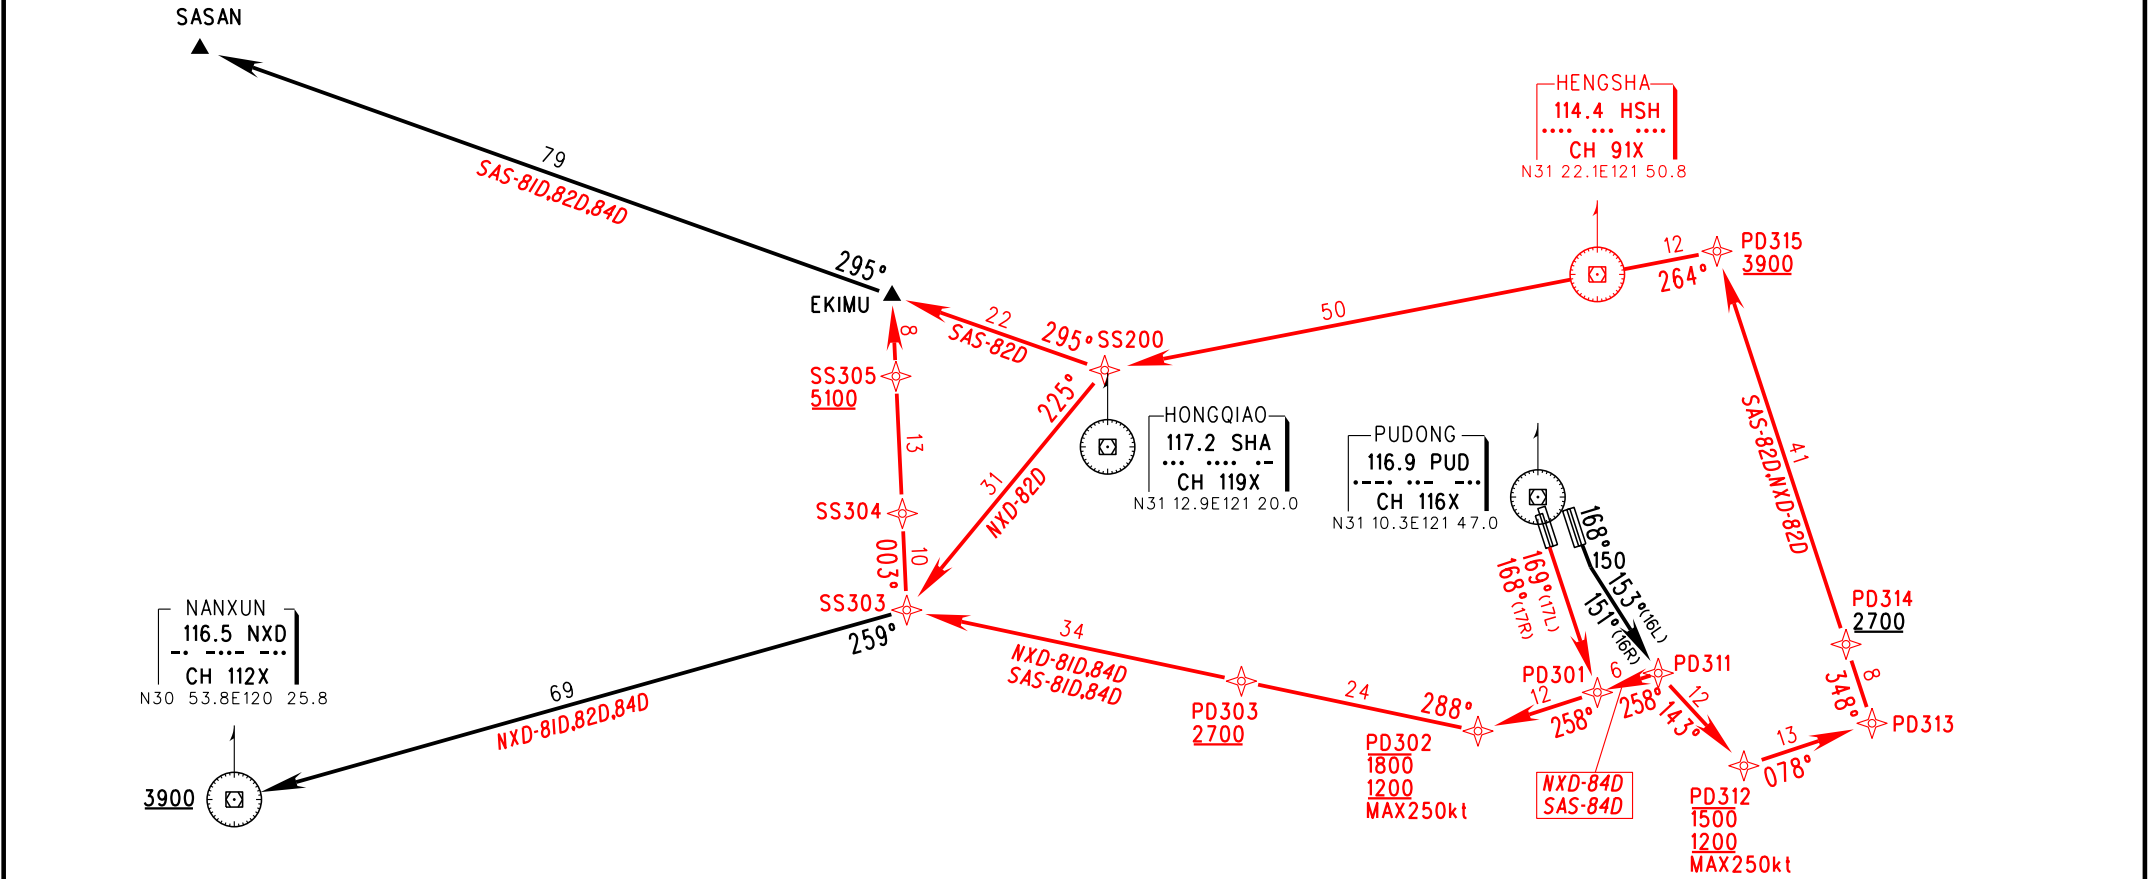 SASAN
79
SAS-81D,82D,84D
295°
EKIMU
8
SS305
5100
13
SS304
10
003°
SS303
22
SAS-82D
295°
SS200
225°
31
NXD-82D
50
HENGSHA
114.4 HSH
CH 91X
N31 22.1E121 50.8
12
264°
PD315
3900
HONGQIAO
117.2 SHA
CH 119X
N31 12.9E121 20.0
PUDONG
116.9 PUD
CH 116X
N31 10.3E121 47.0
41
SAS-82D,NXD-82D
168°
150
153°(16L)
151°(16R)
169°(17L)
168°(17R)
PD314
2700
8
348°
PD313
NANXUN
116.5 NXD
CH 112X
N30 53.8E120 25.8
259°
69
NXD-81D,82D,84D
3900
34
NXD-81D,84D
SAS-81D,84D
PD303
2700
24
288°
PD302
1800
1200
MAX250kt
PD301
12
258°
6
258°
PD311
12
143°
NXD-84D
SAS-84D
13
078°
PD312
1500
1200
MAX250kt